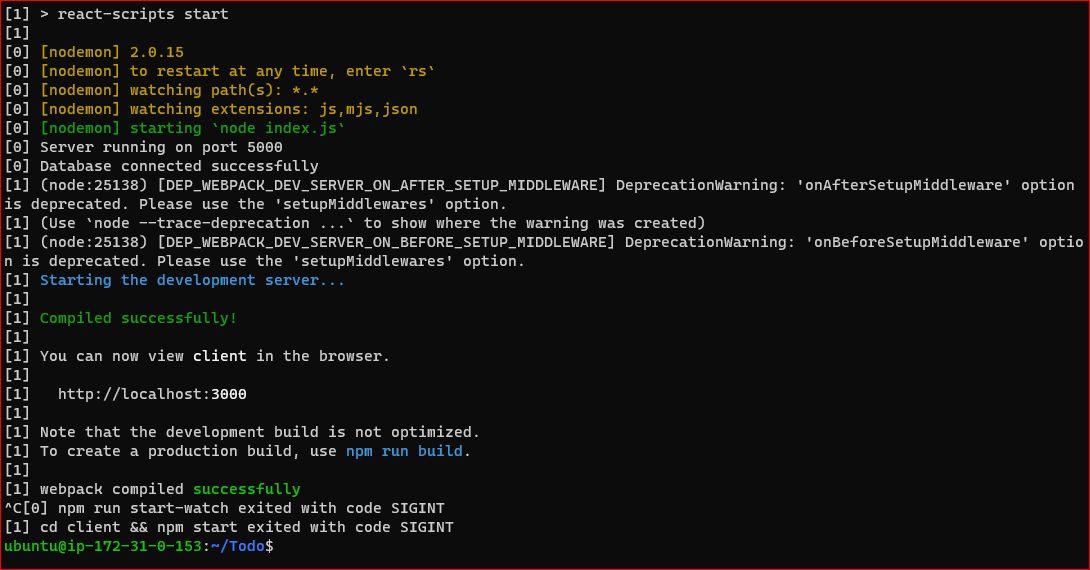 [1] > react-scripts start
[1]
[0] [nodemon] 2.0.15
[0] [nodemon] to restart at any time, enter `rs`
[0] [nodemon] watching path(s): *.*
[0] [nodemon] watching extensions: js,mjs,json
[0] [nodemon] starting `node index.js`
[0] Server running on port 5000
[0] Database connected successfully
[1] (node:25138) [DEP_WEBPACK_DEV_SERVER_ON_AFTER_SETUP_MIDDLEWARE] DeprecationWarning: 'onAfterSetupMiddleware' option
is deprecated. Please use the 'setupMiddlewares' option.
[1] (Use `node --trace-deprecation ...` to show where the warning was created)
[1] (node:25138) [DEP_WEBPACK_DEV_SERVER_ON_BEFORE_SETUP_MIDDLEWARE] DeprecationWarning: 'onBeforeSetupMiddleware' optio
n is deprecated. Please use the 'setupMiddlewares' option.
[1] Starting the development server...
[1]
[1] Compiled successfully!
[1]
[1] You can now view client in the browser.
[1]
[1]   http://localhost:3000
[1]
[1] Note that the development build is not optimized.
[1] To create a production build, use npm run build.
[1]
[1] webpack compiled successfully
^C[0] npm run start-watch exited with code SIGINT
[1] cd client && npm start exited with code SIGINT
ubuntu@ip-172-31-0-153:~/Todo$